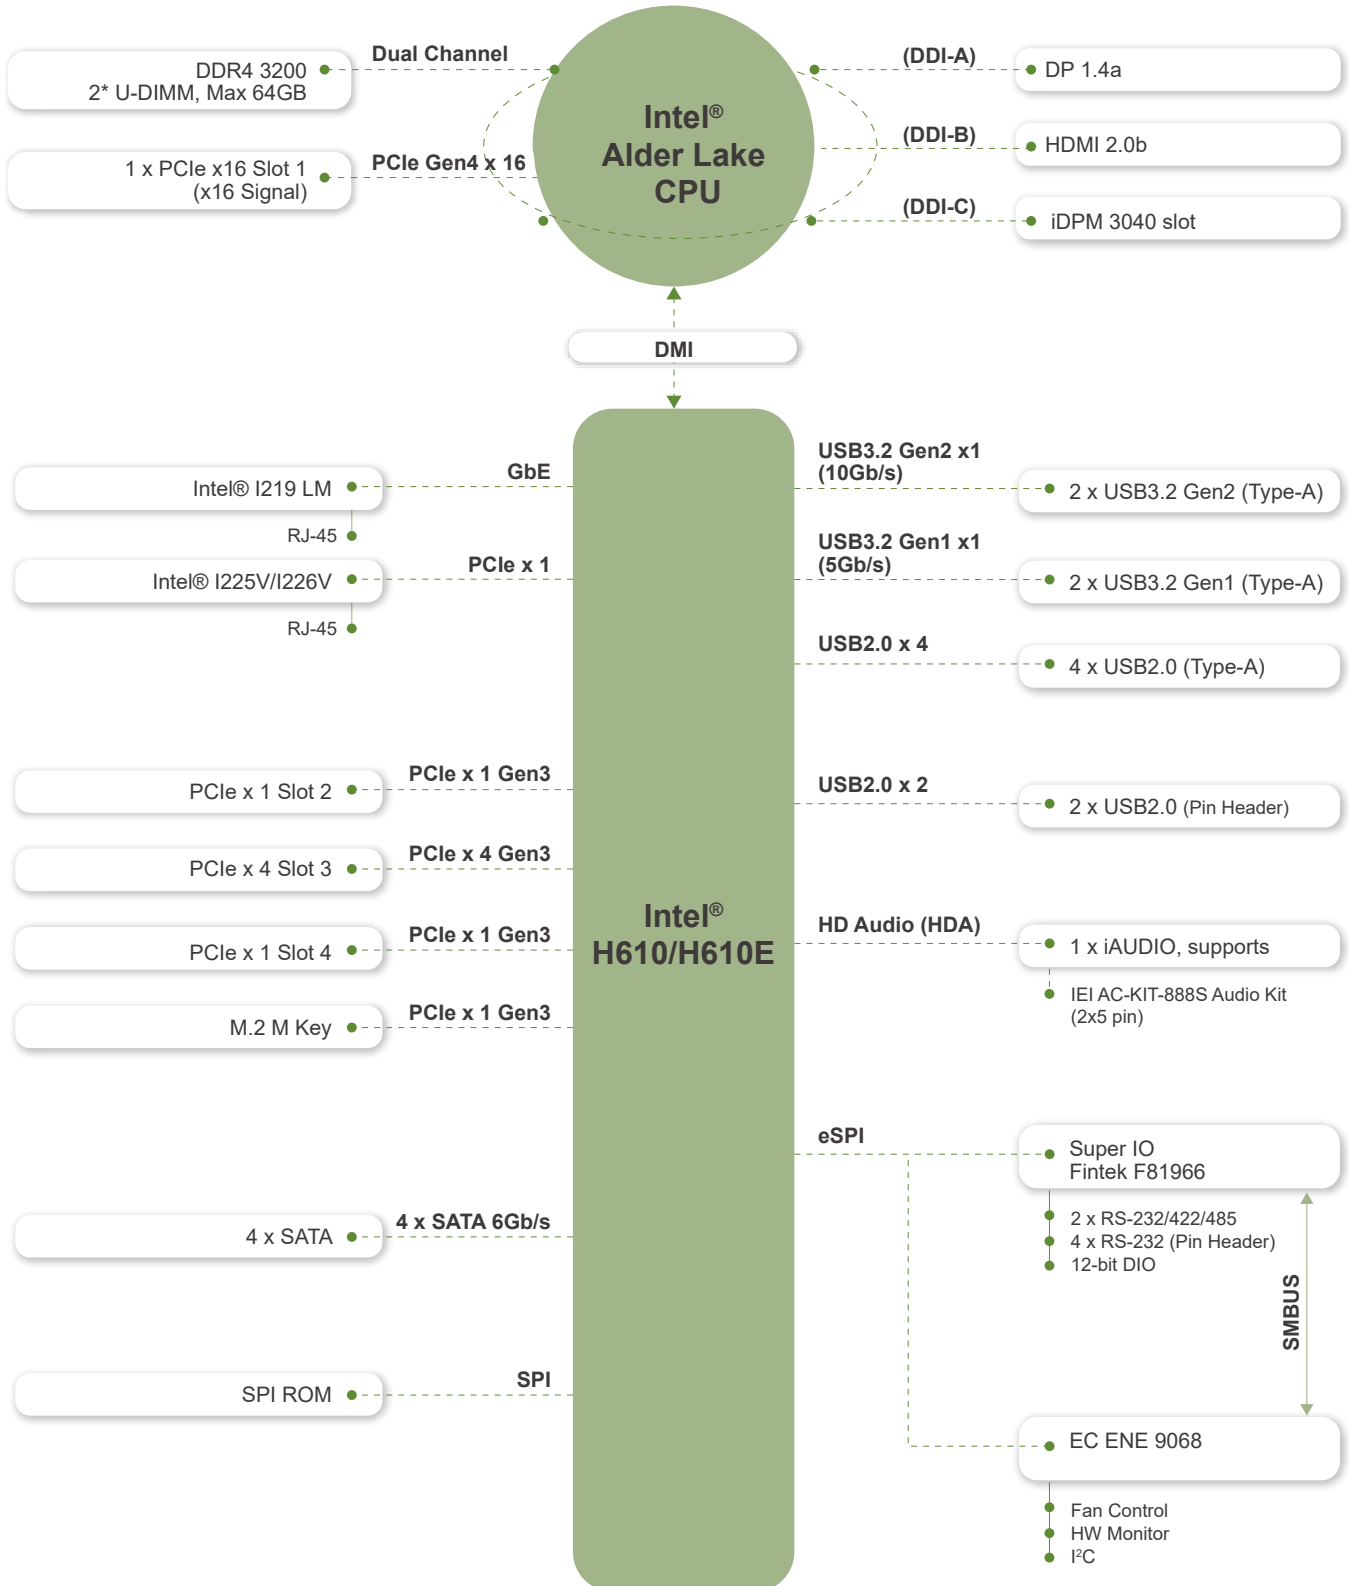 Dual Channel
DDR4 3200
2* U-DIMM, Max 64GB
PCIe Gen4 x 16
1 x PCIe x16 Slot 1
(x16 Signal)
Intel®
Alder Lake
CPU
(DDI-A)
DP 1.4a
(DDI-B)
HDMI 2.0b
(DDI-C)
iDPM 3040 slot
DMI
GbE
Intel® I219 LM
RJ-45
PCIe x 1
Intel® I225V/I226V
RJ-45
PCIe x 1 Gen3
PCIe x 1 Slot 2
PCIe x 4 Gen3
PCIe x 4 Slot 3
PCIe x 1 Gen3
PCIe x 1 Slot 4
PCIe x 1 Gen3
M.2 M Key
4 x SATA 6Gb/s
4 x SATA
SPI
SPI ROM
Intel®
H610/H610E
USB3.2 Gen2 x1
(10Gb/s)
2 x USB3.2 Gen2 (Type-A)
USB3.2 Gen1 x1
(5Gb/s)
2 x USB3.2 Gen1 (Type-A)
USB2.0 x 4
4 x USB2.0 (Type-A)
USB2.0 x 2
2 x USB2.0 (Pin Header)
HD Audio (HDA)
1 x iAUDIO, supports
IEI AC-KIT-888S Audio Kit
(2x5 pin)
eSPI
Super IO
Fintek F81966
2 x RS-232/422/485
4 x RS-232 (Pin Header)
12-bit DIO
SMBUS
EC ENE 9068
Fan Control
HW Monitor
I²C